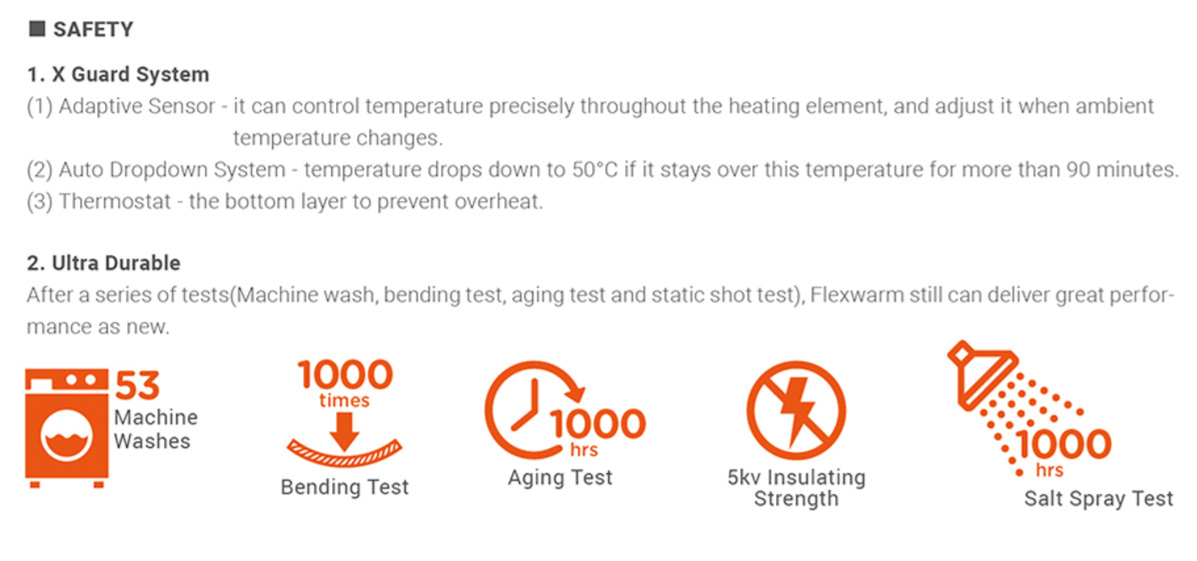 ■ SAFETY
1. X Guard System
(1) Adaptive Sensor - it can control temperature precisely throughout the heating element, and adjust it when ambient
temperature changes.
(2) Auto Dropdown System - temperature drops down to 50°C if it stays over this temperature for more than 90 minutes.
(3) Thermostat - the bottom layer to prevent overheat.
2. Ultra Durable
After a series of tests(Machine wash, bending test, aging test and static shot test), Flexwarm still can deliver great perfor-
mance as new.
53
Machine
Washes
1000
times
Bending Test
1000
hrs
Aging Test
5kv Insulating
Strength
1000
hrs
Salt Spray Test